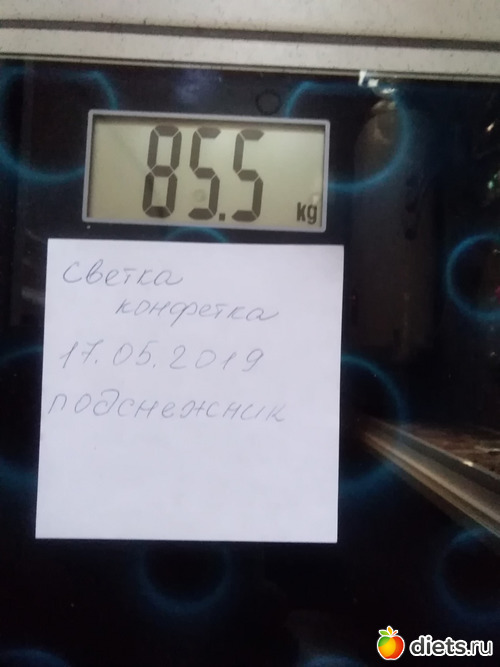 85.5 kg
светка
конфетка
17.05.2019
подснежник
diets.ru